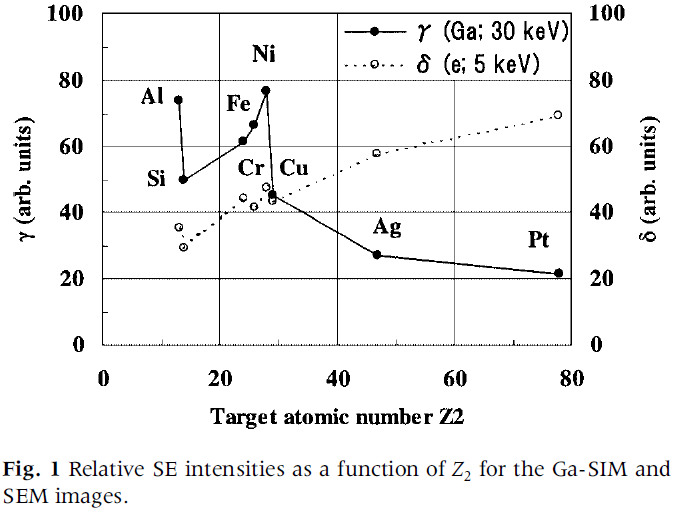 100
80
60
40
20
0
γ (arb. units)
γ (Ga; 30 keV)
δ (e; 5 keV)
Al
Si
Fe
Ni
Cr
Cu
Ag
Pt
100
80
60
40
20
0
δ (arb. units)
0 20 40 60 80
Target atomic number Z2
Fig. 1 Relative SE intensities as a function of Z₂ for the Ga-SIM and
SEM images.